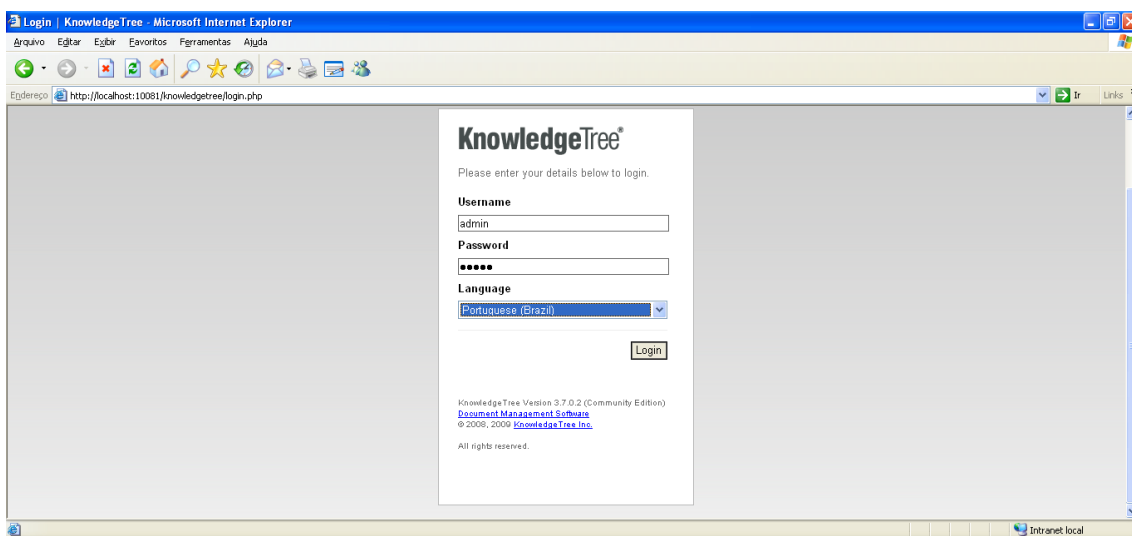 Login | KnowledgeTree - Microsoft Internet Explorer
Arquivo Editar Exibir Favoritos Ferramentas Ajuda
Endereço http://localhost:10081/knowledgetree/login.php Ir Links
KnowledgeTree®
Please enter your details below to login.
Username
admin
Password
●●●●●
Language
Portuguese (Brazil)
Login
KnowledgeTree Version 3.7.0.2 (Community Edition)
Document Management Software
© 2008, 2009 KnowledgeTree Inc.
All rights reserved.
Intranet local